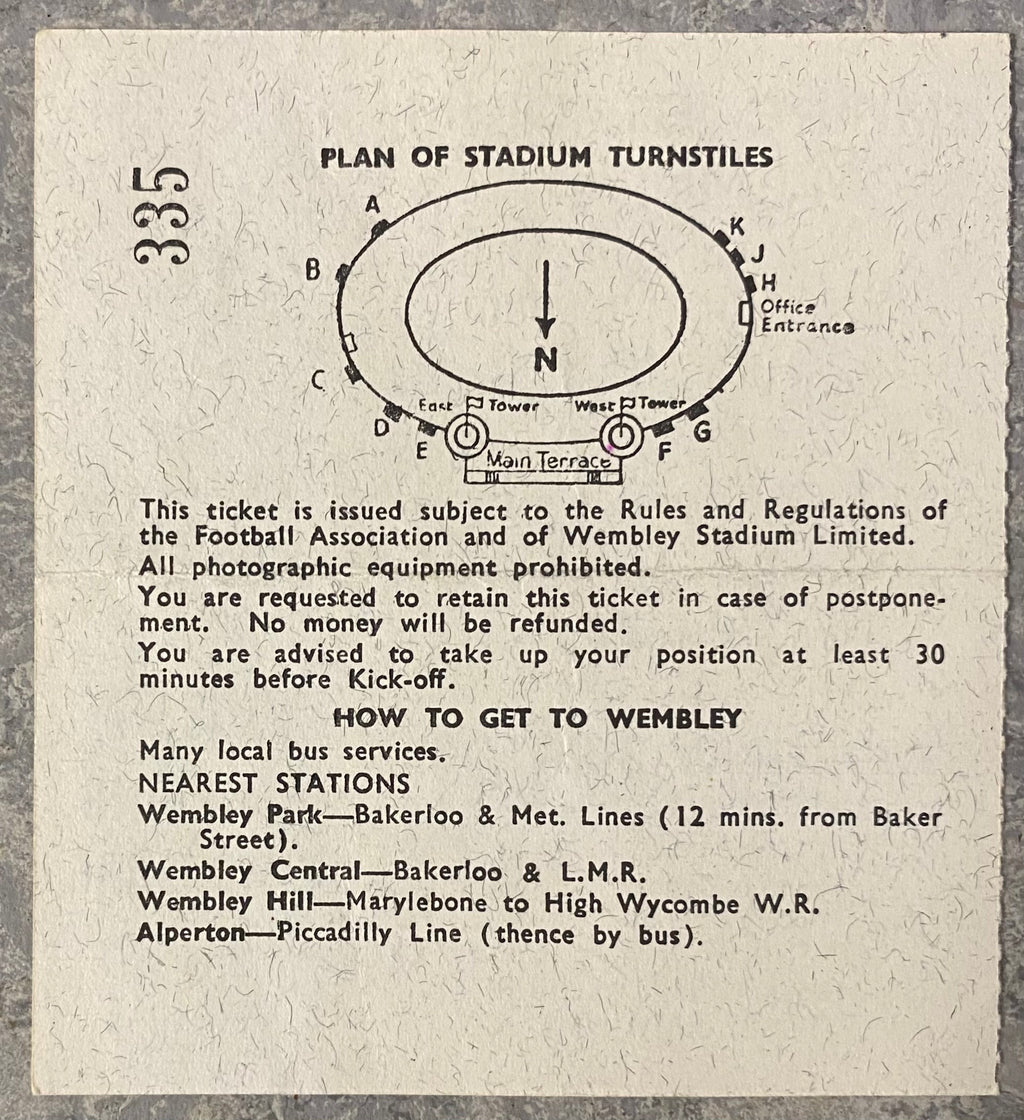 335
PLAN OF STADIUM TURNSTILES
A
K
J
B
H
Office
Entrance
N
C
East Tower
West Tower
D
G
E
F
Main Terrace
This ticket is issued subject to the Rules and Regulations of
the Football Association and of Wembley Stadium Limited.
All photographic equipment prohibited.
You are requested to retain this ticket in case of postpone-
ment. No money will be refunded.
You are advised to take up your position at least 30
minutes before Kick-off.
HOW TO GET TO WEMBLEY
Many local bus services.
NEAREST STATIONS
Wembley Park—Bakerloo & Met. Lines (12 mins. from Baker
Street).
Wembley Central—Bakerloo & L.M.R.
Wembley Hill—Marylebone to High Wycombe W.R.
Alperton—Piccadilly Line (thence by bus).